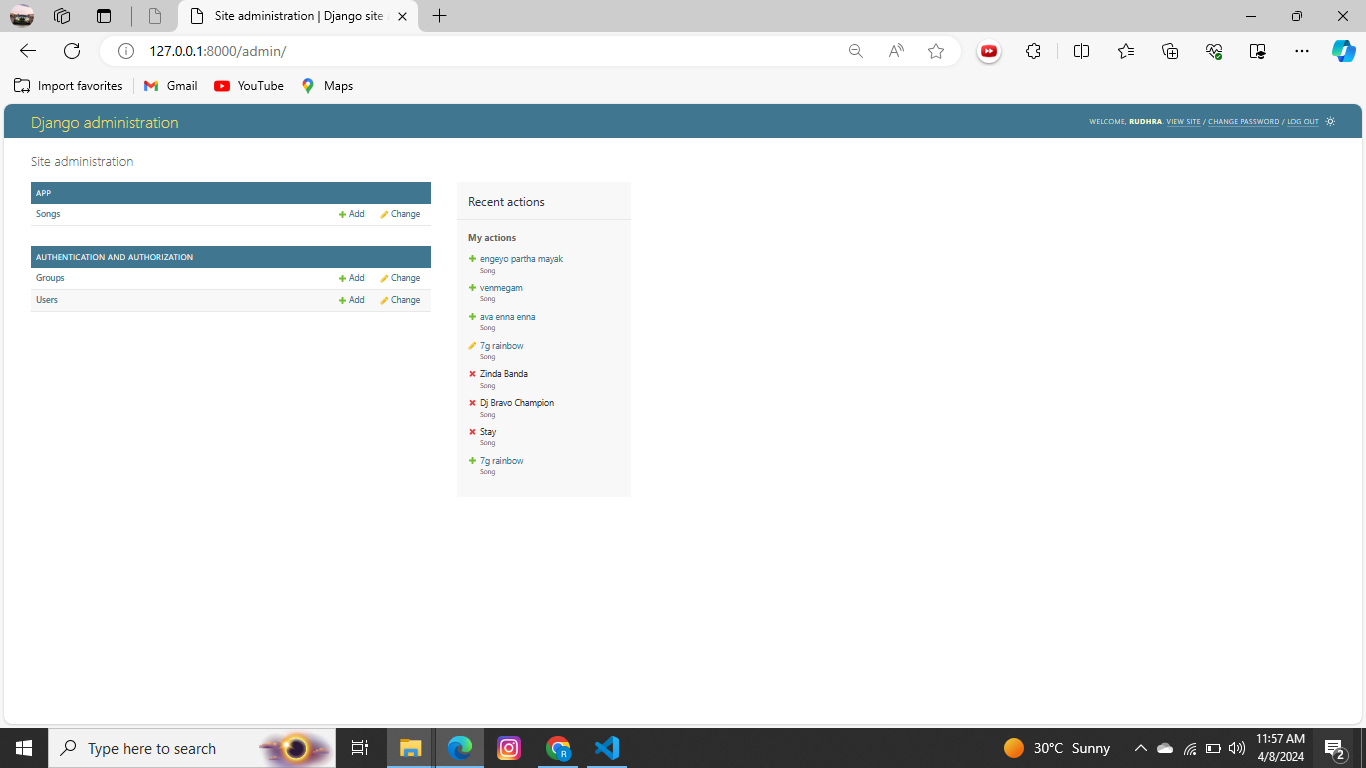 Site administration | Django site
127.0.0.1:8000/admin/
Import favorites
Gmail
YouTube
Maps
Django administration
WELCOME, RUDHRA. VIEW SITE / CHANGE PASSWORD / LOG OUT
Site administration
APP
Songs Add Change
AUTHENTICATION AND AUTHORIZATION
Groups Add Change
Users Add Change
Recent actions
My actions
engeyo partha mayak
Song
venmegam
Song
ava enna enna
Song
7g rainbow
Song
Zinda Banda
Song
Dj Bravo Champion
Song
Stay
Song
7g rainbow
Song
Type here to search
R
30°C Sunny
11:57 AM
4/8/2024
2